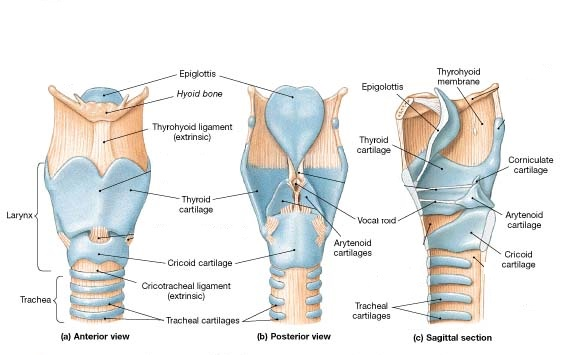 Epiglottis
Hyoid bone
Thyrohyoid ligament
(extrinsic)
Thyroid
cartilage
Larynx
Cricoid cartilage
Cricotracheal ligament
(extrinsic)
Trachea
Tracheal cartilages
(a) Anterior view
Vocal
Arytenoid
cartilages
(b) Posterior view
Thyrohyoid
membrane
Epiglottis
Thyroid
cartilage
Corniculate
cartilage
Arytenoid
cartilage
Cricoid
cartilage
Tracheal
cartilages
(c) Sagittal section